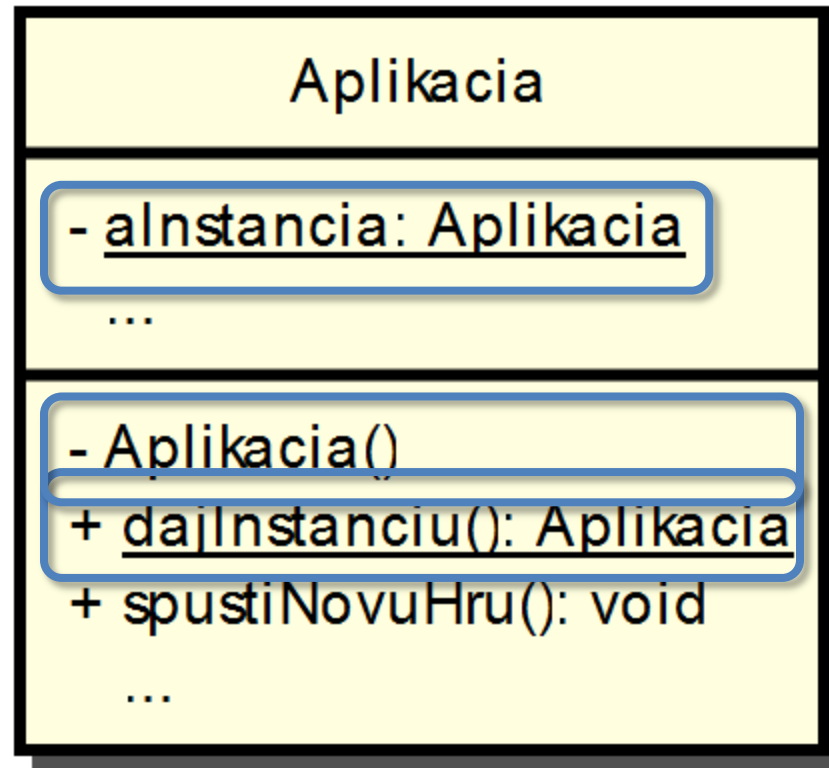 Aplikacia
- aInstancia: Aplikacia
...
- Aplikacia()
+ dajInstanciu(): Aplikacia
+ spustiNovuHru(): void
...